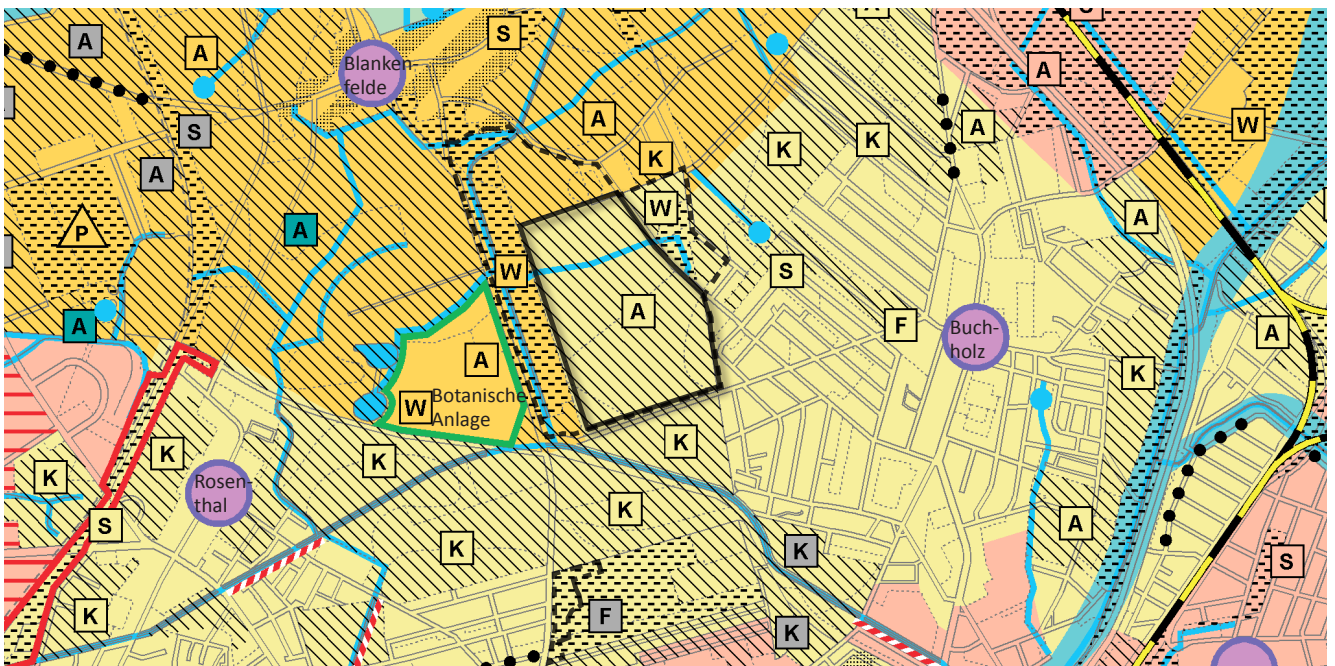 A
A
S
Blanken-
felde
A
S
A
A
K
W
K
K
A
A
W
P
A
W
A
S
F
Buch-
holz
A
A
A
A
W
Botanische
Anlage
K
K
K
K
K
Rosen-
thal
S
K
K
K
K
K
F
K
A
S